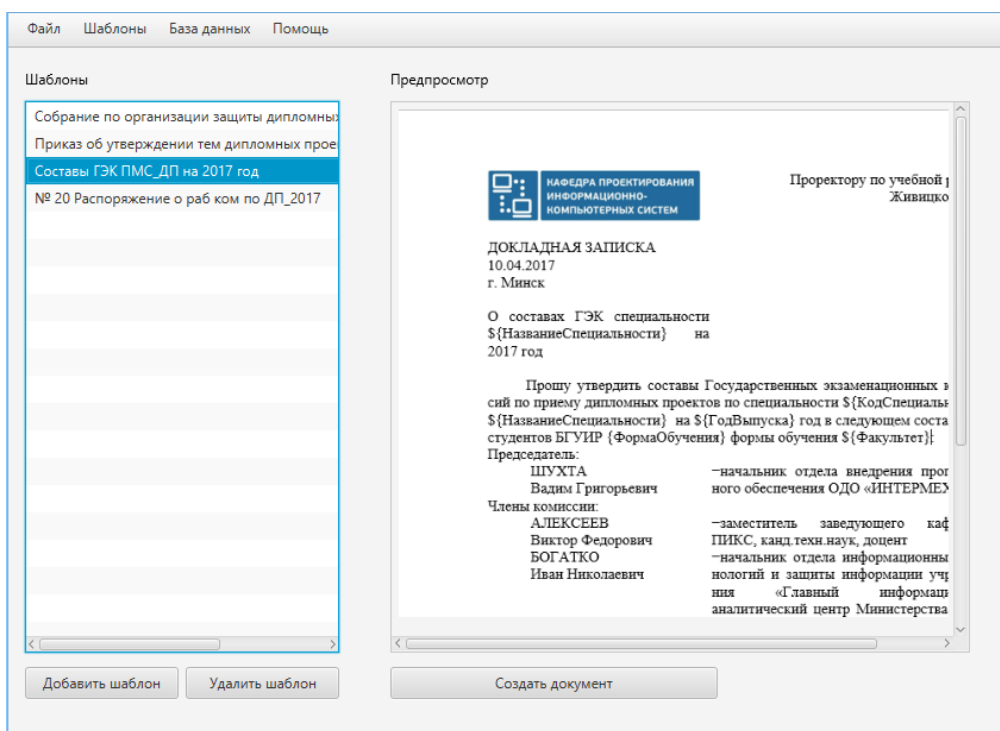 Файл Шаблоны База данных Помощь
Шаблоны
Собрание по организации защиты дипломных
Приказ об утверждении тем дипломных прое
Составы ГЭК ПМС_ДП на 2017 год
№ 20 Распоряжение о раб ком по ДП_2017
Добавить шаблон Удалить шаблон
Предпросмотр
КАФЕДРА ПРОЕКТИРОВАНИЯ
ИНФОРМАЦИОННО-
КОМПЬЮТЕРНЫХ СИСТЕМ
Проректору по учебной
Живицко
ДОКЛАДНАЯ ЗАПИСКА
10.04.2017
г. Минск
О составах ГЭК специальности
${НазваниеСпециальности} на
2017 год
Прошу утвердить составы Государственных экзаменационных
сий по приему дипломных проектов по специальности ${КодСпециаль
${НазваниеСпециальности} на ${ГодВыпуска} год в следующем соста
студентов БГУИР {ФормаОбучения} формы обучения ${Факультет}:
Председатель:
ШУХТА –начальник отдела внедрения прог
Вадим Григорьевич ного обеспечения ОДО «ИНТЕРМЕХ
Члены комиссии:
АЛЕКСЕЕВ –заместитель заведующего каф
Виктор Федорович ПИКС, канд.техн.наук, доцент
БОГАТКО –начальник отдела информационны
Иван Николаевич нологий и защиты информации учр
ния «Главный информаци
аналитический центр Министерства
Создать документ